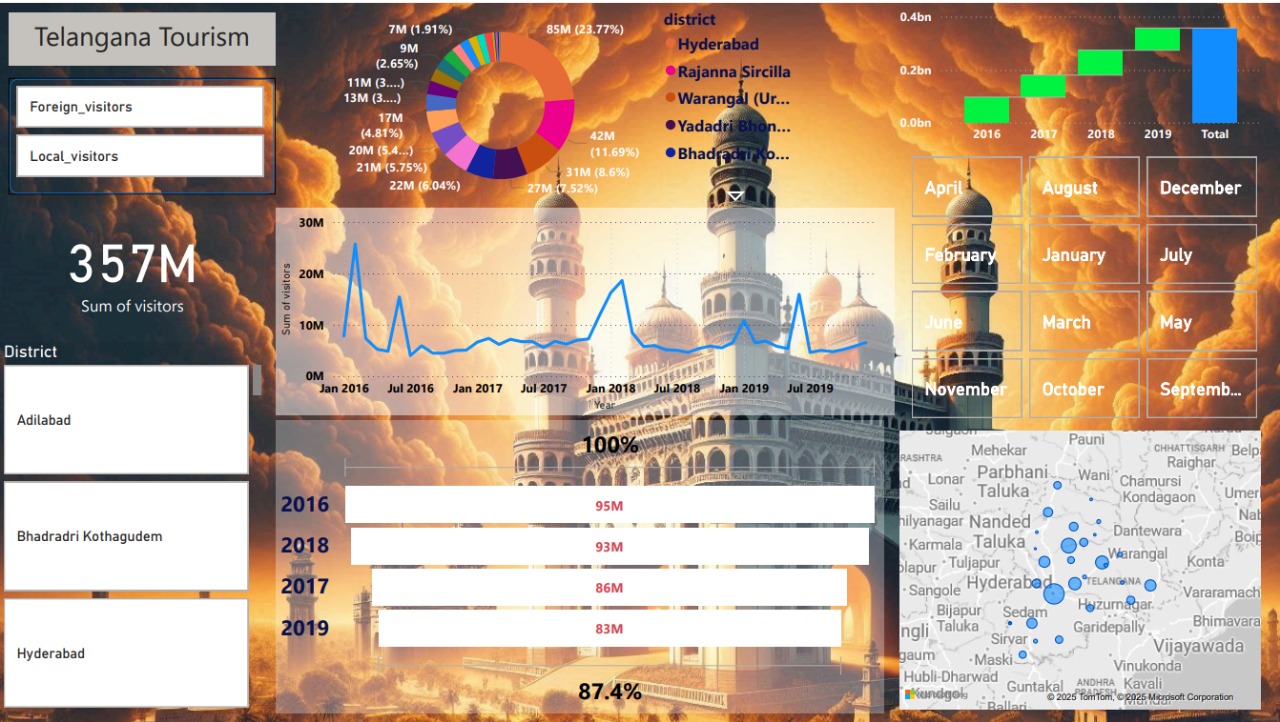 Telangana Tourism
Foreign_visitors
Local_visitors
357M
Sum of visitors
District
Adilabad
Bhadradri Kothagudem
Hyderabad
7M (1.91%)
9M
(2.65%)
11M (3....)
13M (3....)
17M
(4.81%)
20M (5.4...)
21M (5.75%)
22M (6.04%)
85M (23.77%)
42M
(11.69%)
31M (8.6%)
27M (7.52%)
district
Hyderabad
Rajanna Sircilla
Warangal (Ur...
Yadadri Bhon...
Bhadradri Ko...
0.4bn
0.2bn
0.0bn
2016 2017 2018 2019 Total
30M
20M
10M
0M
Sum of visitors
Jan 2016 Jul 2016 Jan 2017 Jul 2017 Jan 2018 Jul 2018 Jan 2019 Jul 2019
Year
April August December
February January July
June March May
November October Septemb...
100%
2016 95M
2018 93M
2017 86M
2019 83M
87.4%
Pauni
Mehekar
CHHATTISGARH
Belp
RASHTRA
Raighar
Parbhani
Taluka
Wani
Lonar
Chamursi
Kondagaon
Umer
Sailu
Nanded
Taluka
Dantewara
Karmala
Boip
Warangal
Konta
Tuljapur
Hyderabad
TELANGANA
Sangole
Vararamach
Bijapur
Taluka
Sedam
Huzurnagar
Bhimavara
Garidepally
Sirvar
Vijayawada
Maski
Vinukonda
Hubli-Dharwad
Guntakal
ANDHRA
PRADESH
Kavali
Ballari
© 2025 TomTom, © 2025 Microsoft Corporation